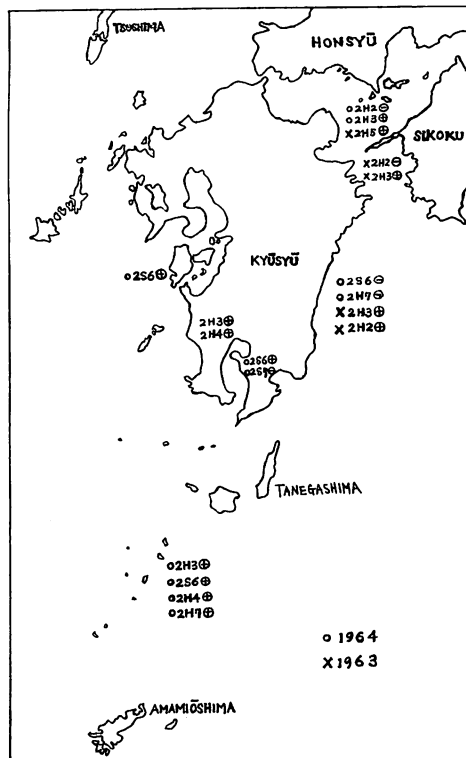 TSUSHIMA
HONSYŪ
o2H2⊖
o2H3⊕
x2H5⊕
SIKOKU
x2H2⊖
x2H3⊕
KYŪSYŪ
o2S6⊕
o2S6⊖
o2H7⊖
x2H3⊕
x2H2⊕
2H3⊕
2H4⊕
o2S6⊕
o2S9⊖
TANEGASHIMA
o2H3⊕
o2S6⊕
o2H4⊕
o2H7⊕
o 1964
x 1963
AMAMIŌSHIMA